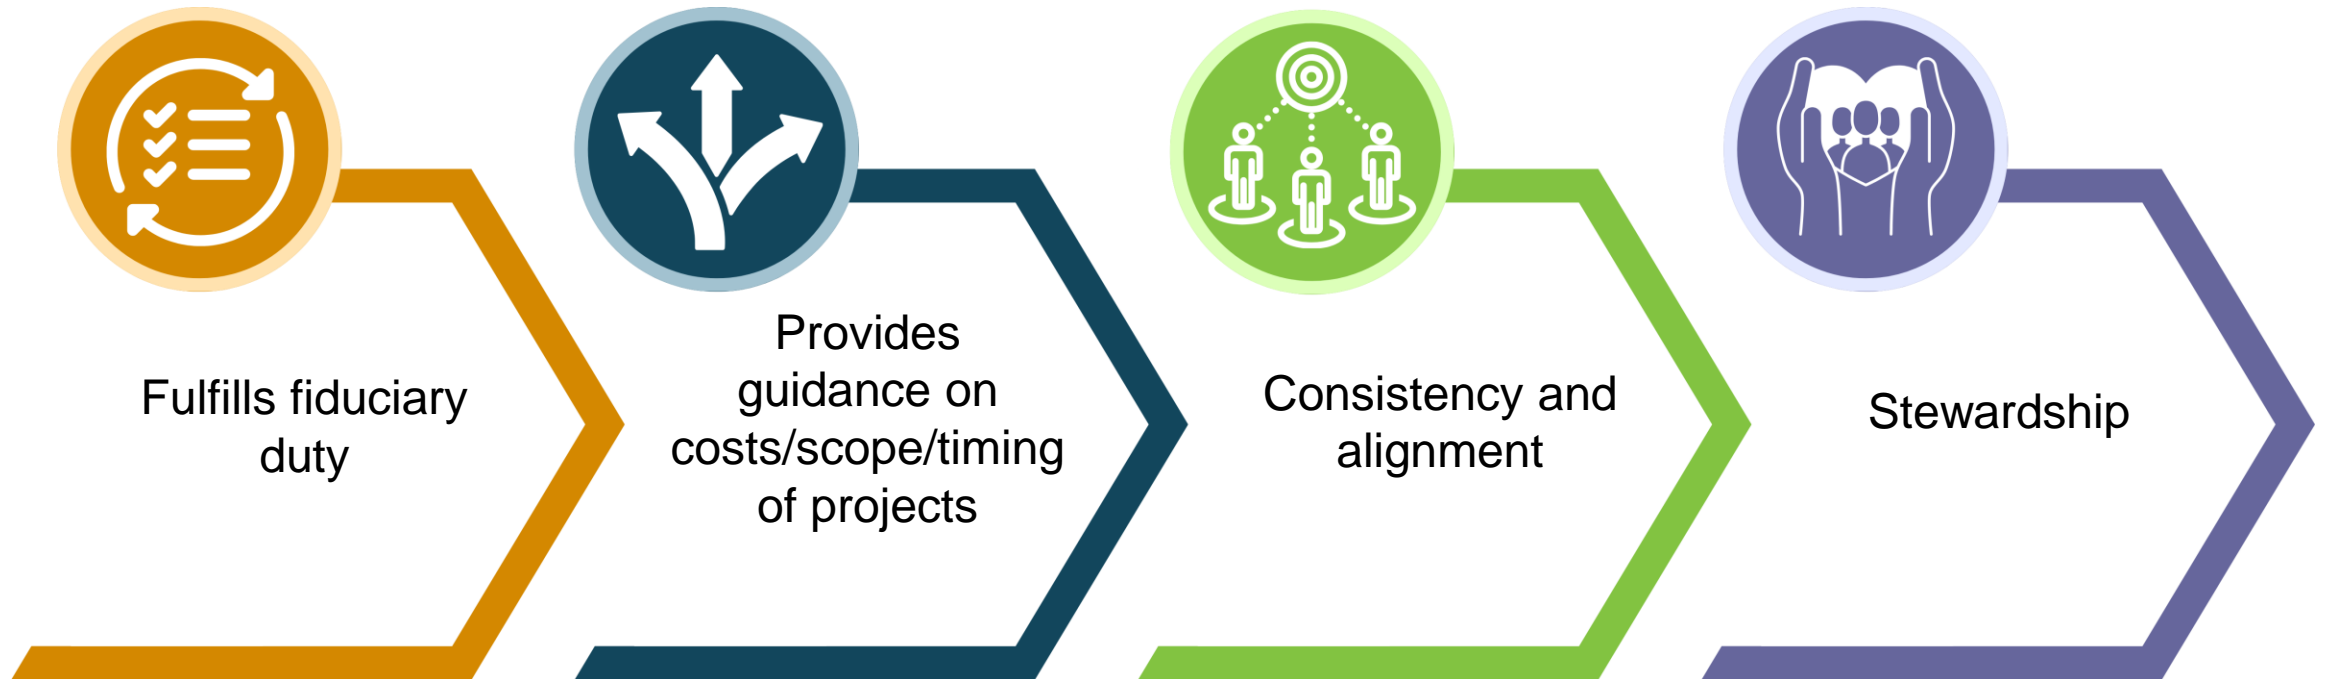 Fulfills fiduciary
duty
Provides
guidance on
costs/scope/timing
of projects
Consistency and
alignment
Stewardship